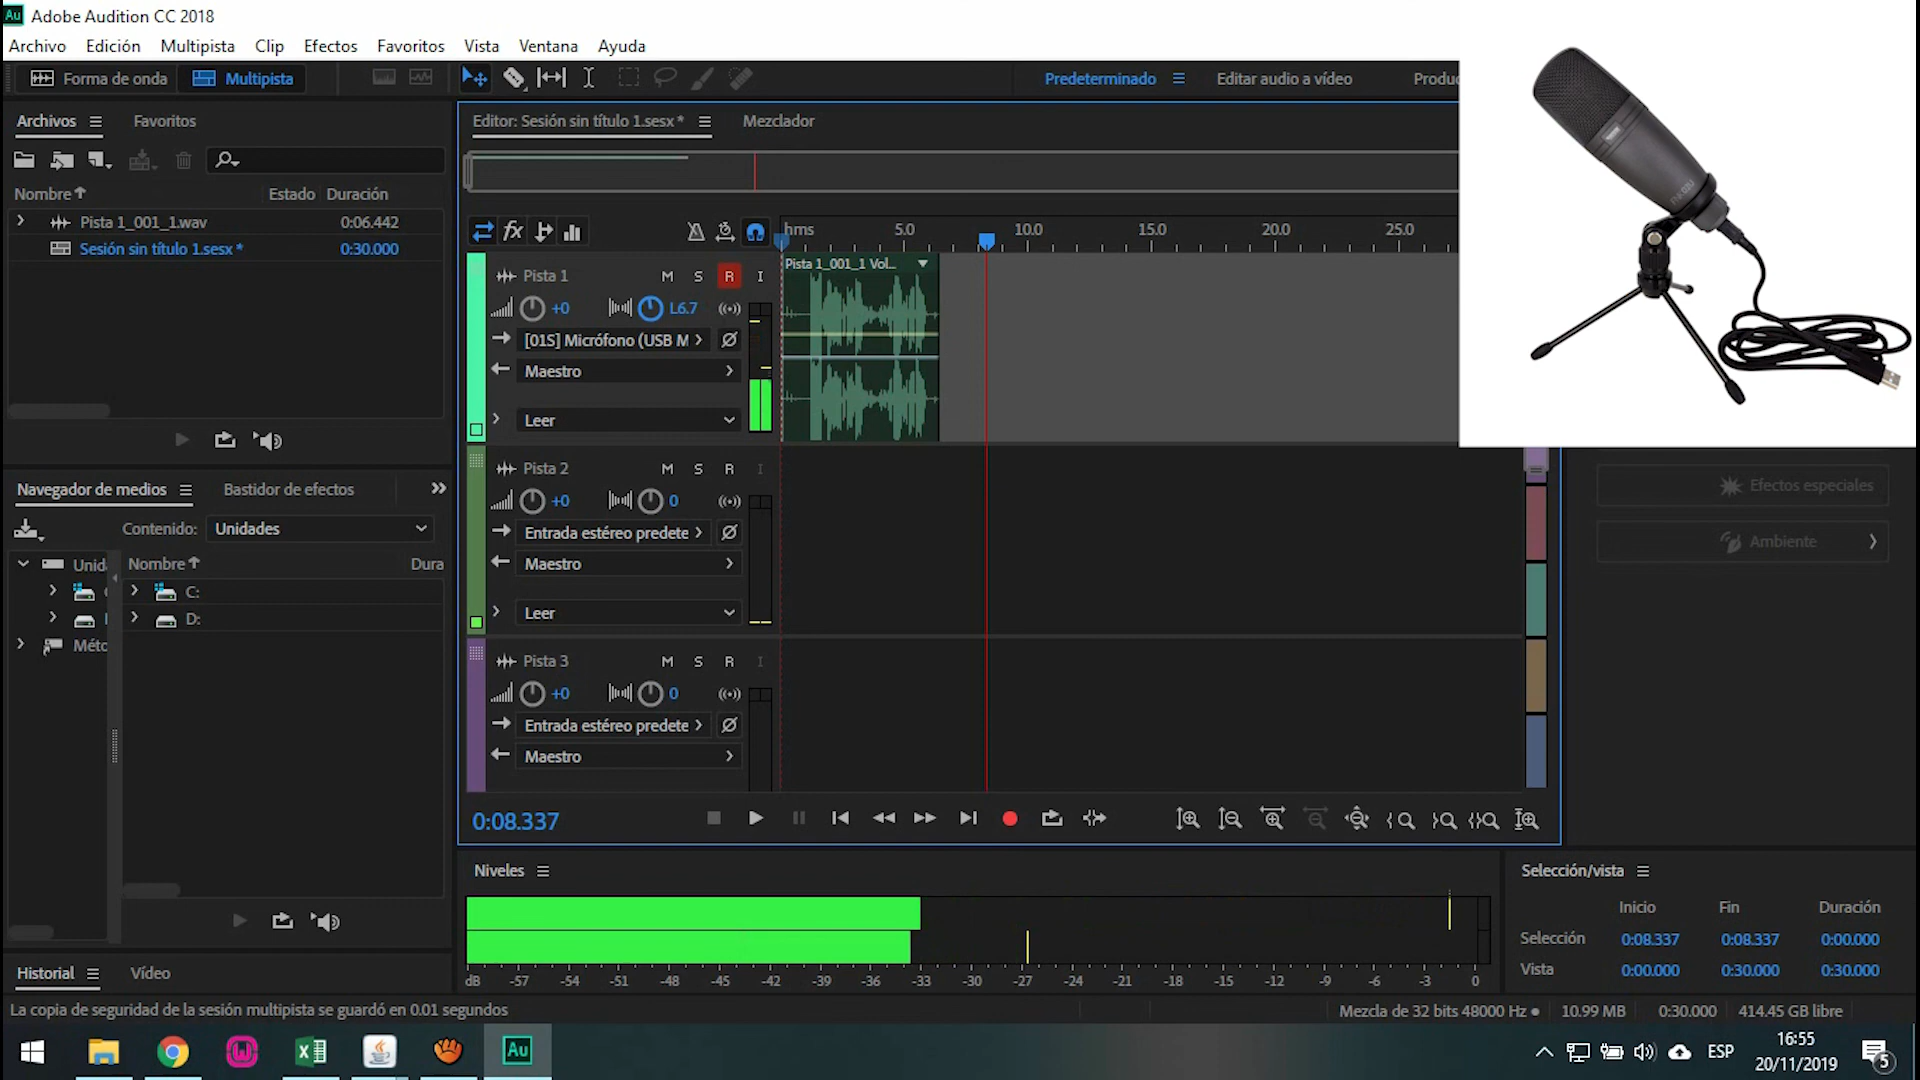 Au Adobe Audition CC 2018
Archivo Edición Multipista Clip Efectos Favoritos Vista Ventana Ayuda
Forma de onda Multipista Predeterminado Editar audio a vídeo Produc
Archivos Favoritos
Nombre Estado Duración
Pista 1_001_1.wav 0:06.442
Sesión sin título 1.sesx * 0:30.000
Editor: Sesión sin título 1.sesx * Mezclador
fx hms 5.0 10.0 15.0 20.0 25.0
Pista 1 M S R I
+0 L6.7
[01S] Micrófono (USB M
Maestro
Leer
Pista 1_001_1 Vol...
Pista 2 M S R I
+0 0
Entrada estéreo predete
Maestro
Leer
Pista 3 M S R I
+0 0
Entrada estéreo predete
Maestro
0:08.337
Efectos especiales
Ambiente
Navegador de medios Bastidor de efectos
Contenido: Unidades
Unid Nombre Dura
C:
D:
Méto
Historial Vídeo
Niveles
dB -57 -54 -51 -48 -45 -42 -39 -36 -33 -30 -27 -24 -21 -18 -15 -12 -9 -6 -3 0
Selección/vista
Inicio Fin Duración
Selección 0:08.337 0:08.337 0:00.000
Vista 0:00.000 0:30.000 0:30.000
La copia de seguridad de la sesión multipista se guardó en 0.01 segundos
Mezcla de 32 bits 48000 Hz 10.99 MB 0:30.000 414.45 GB libre
Au
ESP
16:55
20/11/2019
5